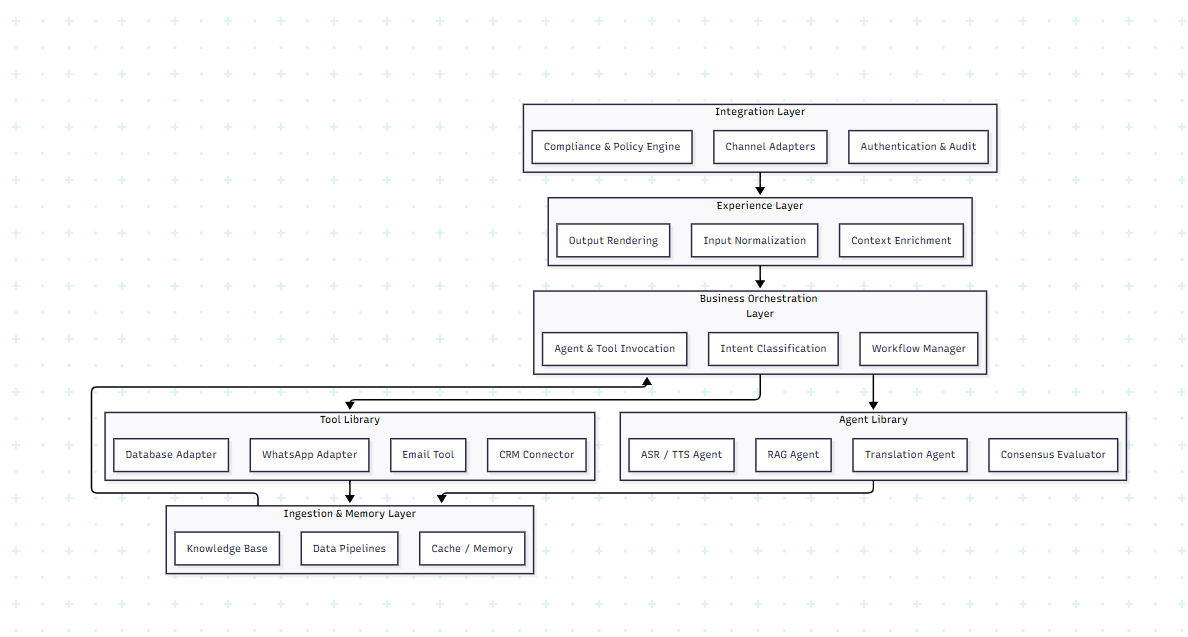 Integration Layer
Compliance & Policy Engine
Channel Adapters
Authentication & Audit
Experience Layer
Output Rendering
Input Normalization
Context Enrichment
Business Orchestration
Layer
Agent & Tool Invocation
Intent Classification
Workflow Manager
Tool Library
Database Adapter
WhatsApp Adapter
Email Tool
CRM Connector
Agent Library
ASR / TTS Agent
RAG Agent
Translation Agent
Consensus Evaluator
Ingestion & Memory Layer
Knowledge Base
Data Pipelines
Cache / Memory